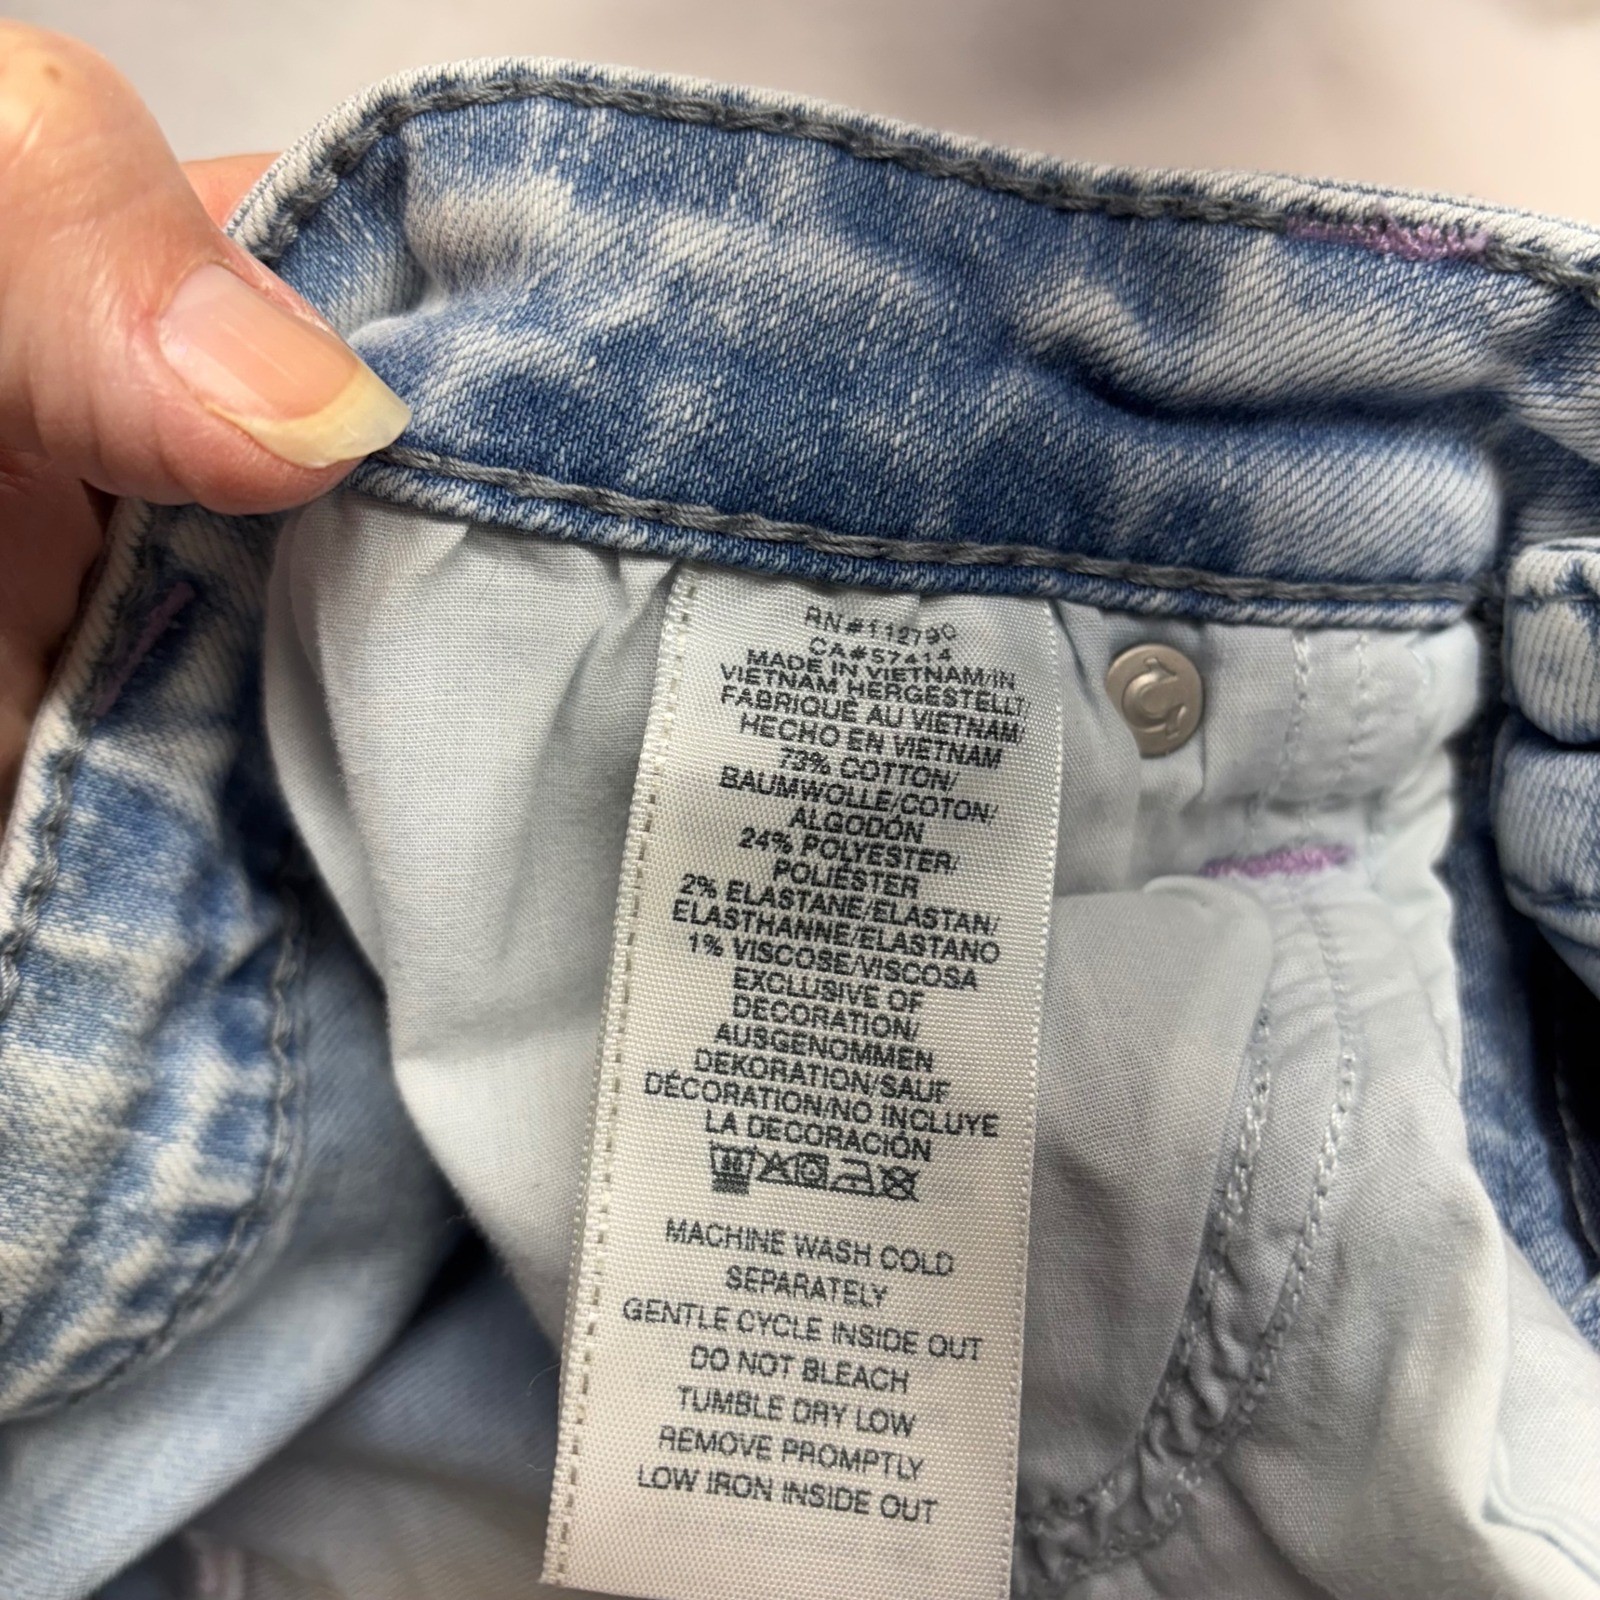 RN#112790
CA#57414
MADE IN VIETNAM/IN
VIETNAM HERGESTELLT/
FABRIQUÉ AU VIETNAM/
HECHO EN VIETNAM
73% COTTON/
BAUMWOLLE/COTON/
ALGODÓN
24% POLYESTER/
POLIÉSTER
2% ELASTANE/ELASTAN/
ELASTHANNE/ELASTANO
1% VISCOSE/VISCOSA
EXCLUSIVE OF
DECORATION/
AUSGENOMMEN
DEKORATION/SAUF
DÉCORATION/NO INCLUYE
LA DECORACIÓN
MACHINE WASH COLD
SEPARATELY
GENTLE CYCLE INSIDE OUT
DO NOT BLEACH
TUMBLE DRY LOW
REMOVE PROMPTLY
LOW IRON INSIDE OUT